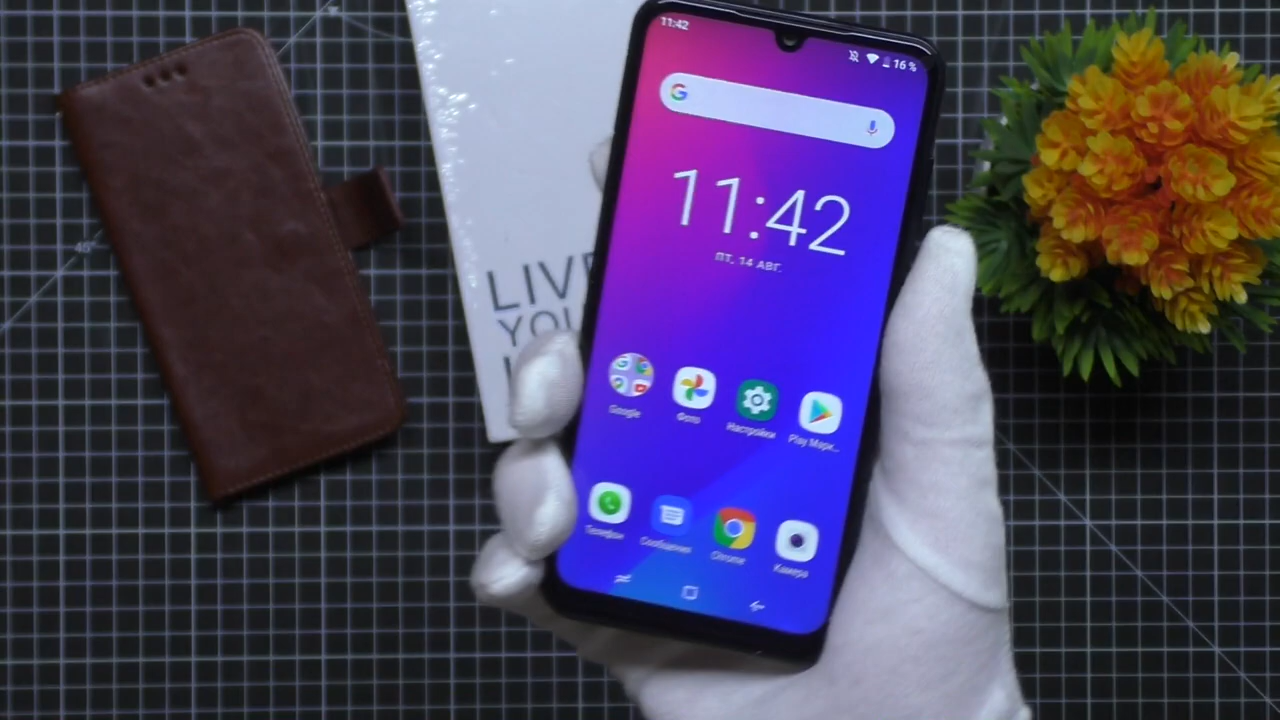 11:42
16 %
G
11:42
ПТ, 14 АВГ.
Google
Фото
Настройки
Play Марк...
Телефон
Сообщения
Chrome
Камера
LIVE
YOU
45°